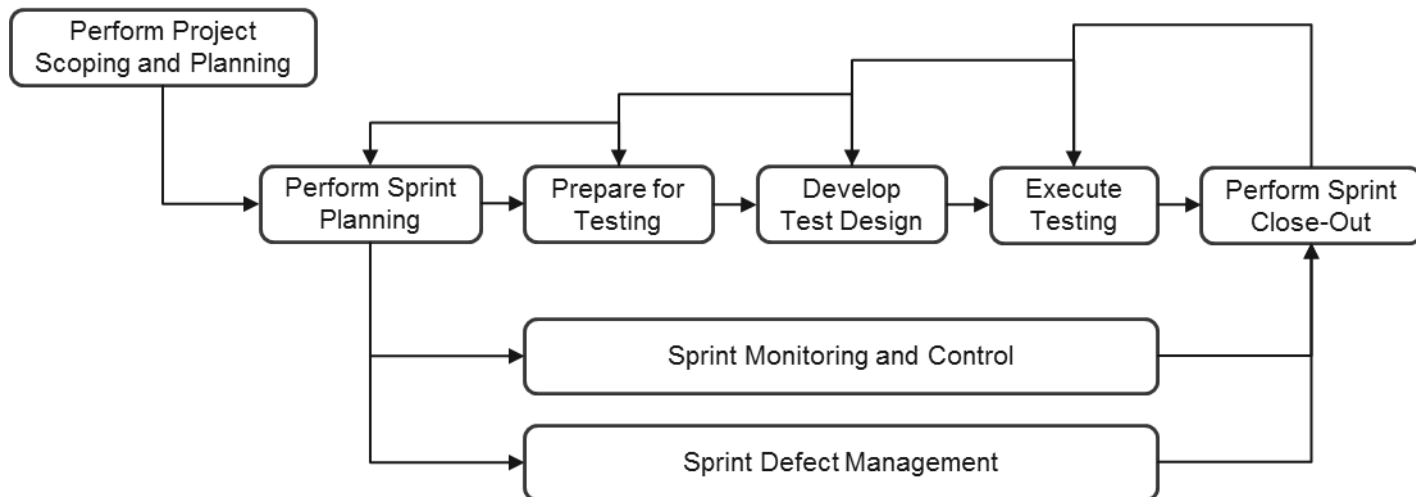 Perform Project
Scoping and Planning
Perform Sprint
Planning
Prepare for
Testing
Develop
Test Design
Execute
Testing
Perform Sprint
Close-Out
Sprint Monitoring and Control
Sprint Defect Management